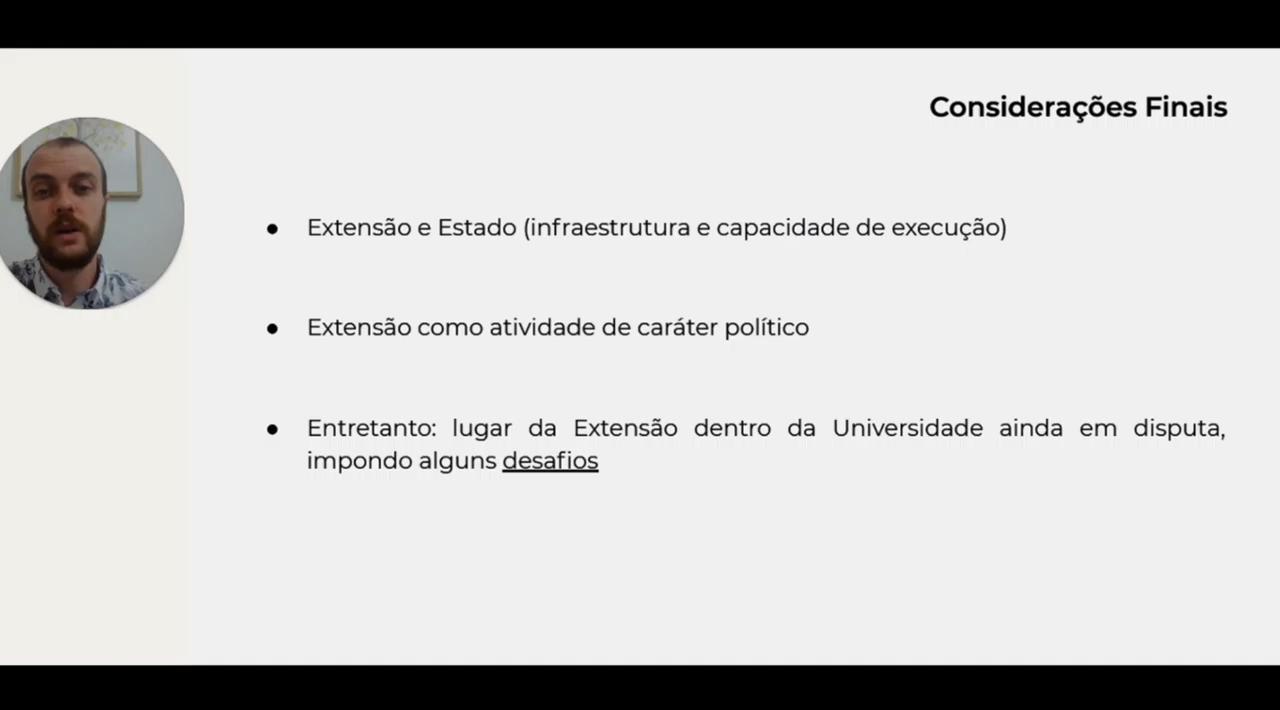 Considerações Finais
● Extensão e Estado (infraestrutura e capacidade de execução)
● Extensão como atividade de caráter político
● Entretanto: lugar da Extensão dentro da Universidade ainda em disputa,
impondo alguns desafios